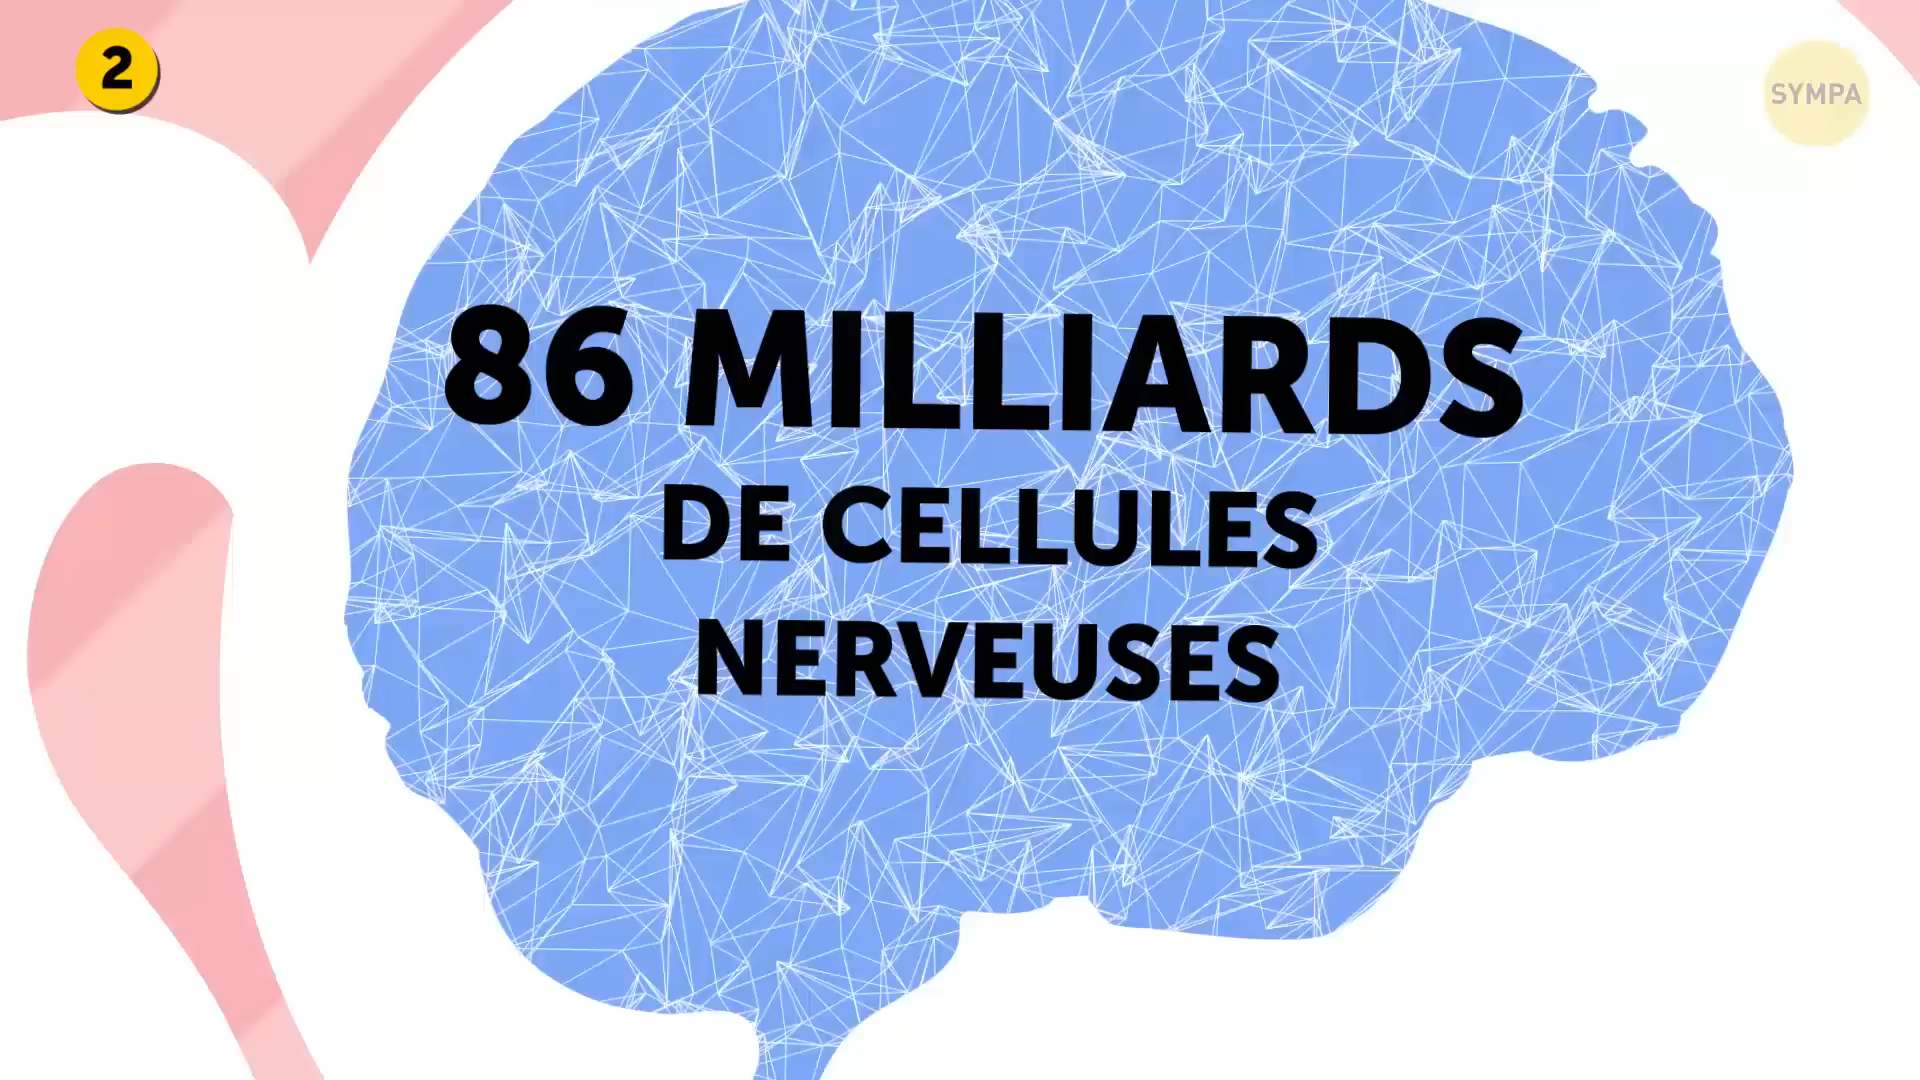 2
SYMPA
86 MILLIARDS
DE CELLULES
NERVEUSES